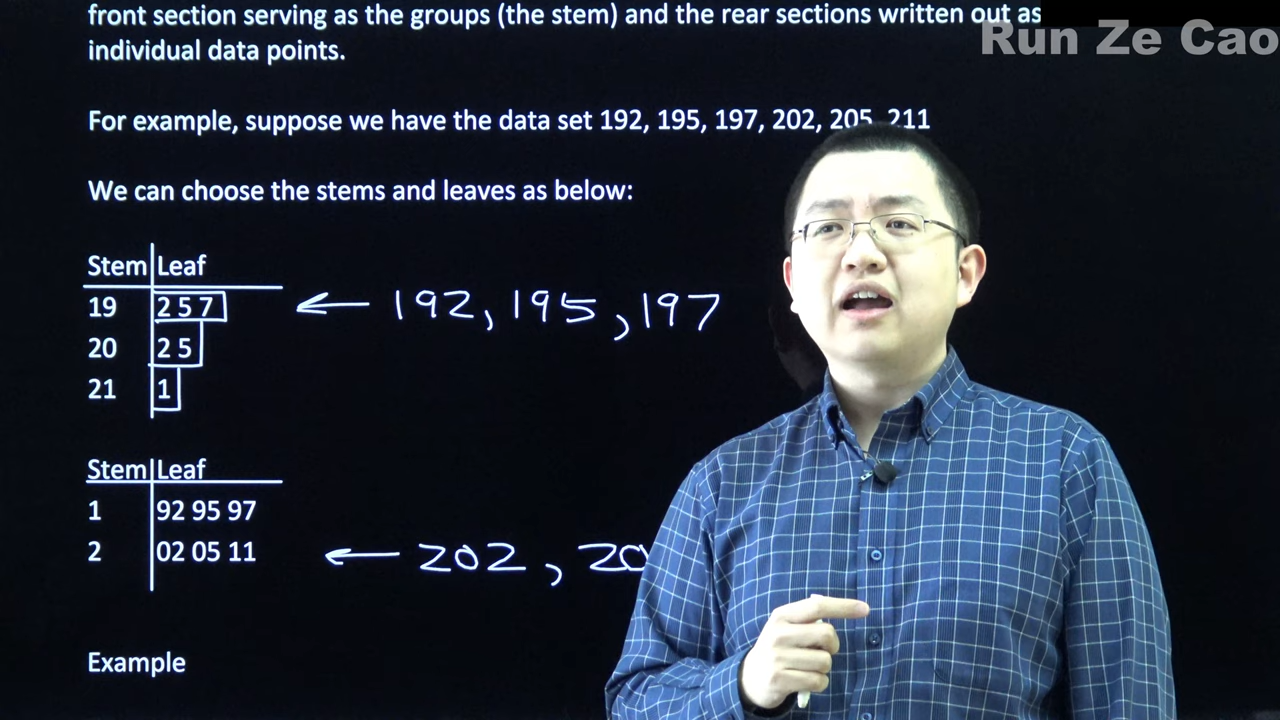 front section serving as the groups (the stem) and the rear sections written out as
Run Ze Cao
individual data points.
For example, suppose we have the data set 192, 195, 197, 202, 205, 211
We can choose the stems and leaves as below:
Stem Leaf
19 2 5 7 ← 192, 195, 197
20 2 5
21 1
Stem Leaf
1 92 95 97
2 02 05 11 ← 202, 20
Example